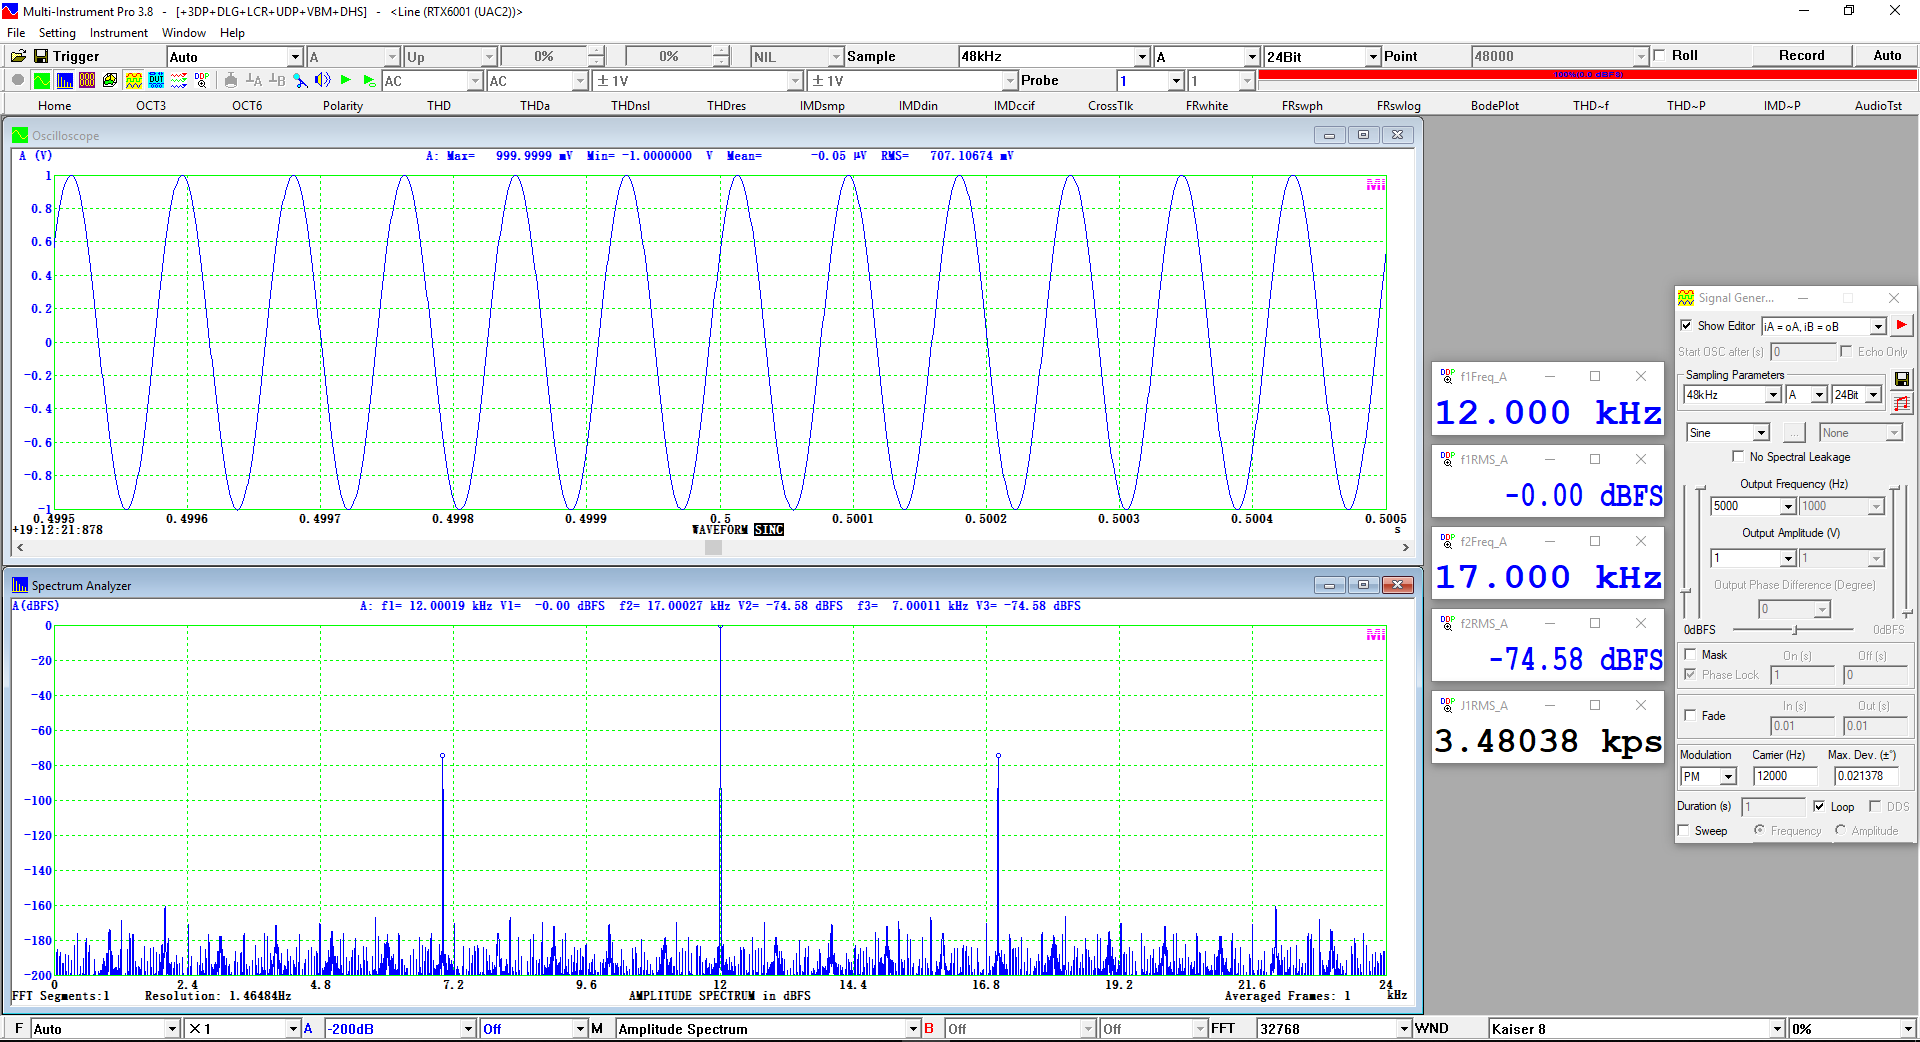 Multi-Instrument Pro 3.8 - [+3DP+DLG+LCR+UDP+VBM+DHS] - <Line (RTX6001 (UAC2))>
File Setting Instrument Window Help
Trigger Auto A Up 0% 0% NIL Sample 48kHz A 24Bit Point 48000 Roll Record Auto
AC AC ± 1V ± 1V Probe 1 1 100%(0.0 dBFS)
Home OCT3 OCT6 Polarity THD THDa THDnsl THDres IMDsmp IMDdin IMDccif CrossTlk FRwhite FRswph FRswlog BodePlot THD~f THD~P IMD~P AudioTst
Oscilloscope
A (V) A: Max= 999.9999 mV Min= -1.0000000 V Mean= -0.05 µV RMS= 707.10674 mV
MI
1
0.8
0.6
0.4
0.2
0
-0.2
-0.4
-0.6
-0.8
-1
0.4995 0.4996 0.4997 0.4998 0.4999 0.5 0.5001 0.5002 0.5003 0.5004 0.5005
+19:12:21:878 WAVEFORM SINC s
Spectrum Analyzer
A(dBFS) A: f1= 12.00019 kHz V1= -0.00 dBFS f2= 17.00027 kHz V2= -74.58 dBFS f3= 7.00011 kHz V3= -74.58 dBFS
MI
0
-20
-40
-60
-80
-100
-120
-140
-160
-180
-200
0 2.4 4.8 7.2 9.6 12 14.4 16.8 19.2 21.6 24
FFT Segments:1 Resolution: 1.46484Hz AMPLITUDE SPECTRUM in dBFS Averaged Frames: 1 kHz
DDP f1Freq_A
12.000 kHz
DDP f1RMS_A
-0.00 dBFS
DDP f2Freq_A
17.000 kHz
DDP f2RMS_A
-74.58 dBFS
DDP J1RMS_A
3.48038 kps
Signal Gener...
Show Editor iA = oA, iB = oB
Start OSC after (s) 0 Echo Only
Sampling Parameters
48kHz A 24Bit
Sine ... None
No Spectral Leakage
Output Frequency (Hz)
5000 1000
Output Amplitude (V)
1 1
Output Phase Difference (Degree)
0
0dBFS 0dBFS
Mask On (s) Off (s)
Phase Lock 1 0
In (s) Out (s)
Fade 0.01 0.01
Modulation Carrier (Hz) Max. Dev. (±°)
PM 12000 0.021378
Duration (s) 1 Loop DDS
Sweep Frequency Amplitude
F Auto ×1 A -200dB Off M Amplitude Spectrum B Off Off FFT 32768 WND Kaiser 8 0%